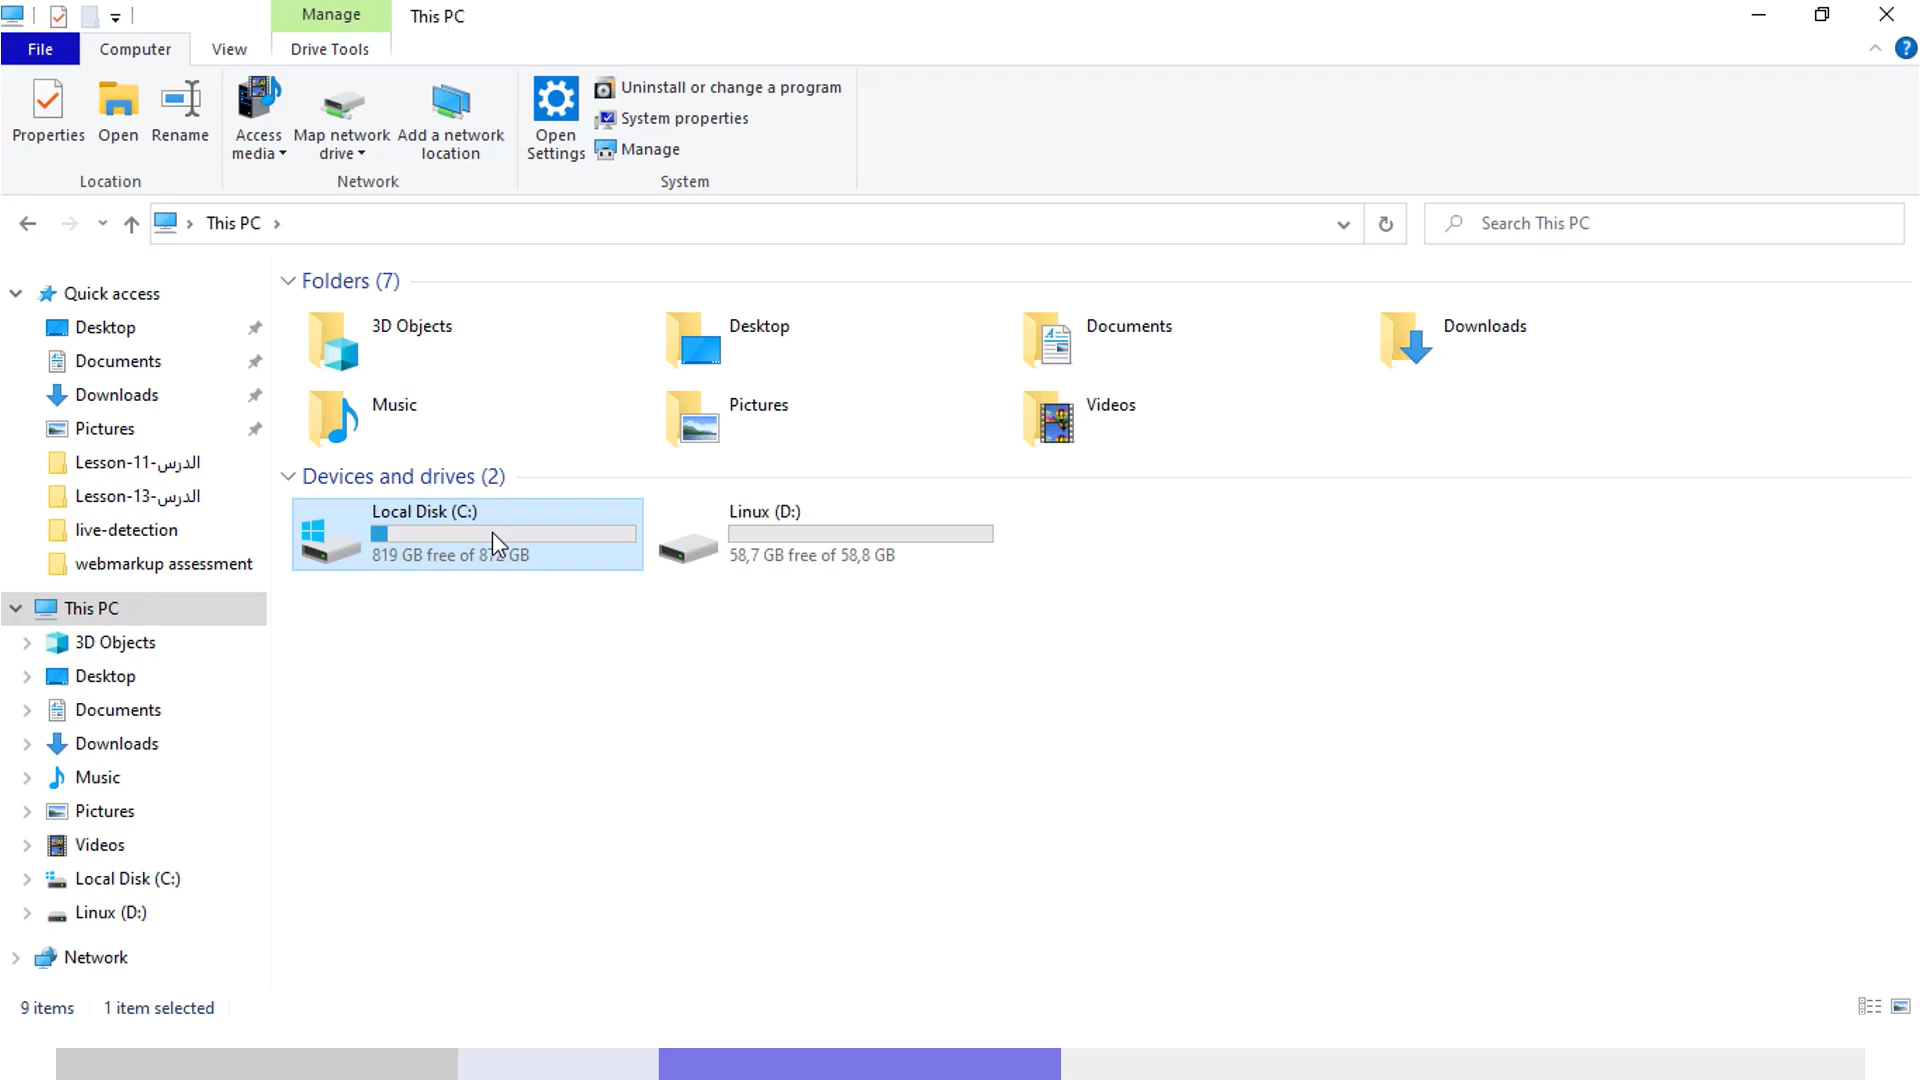 Manage
This PC
File
Computer
View
Drive Tools
Properties
Open
Rename
Access
media
Map network
drive
Add a network
location
Open
Settings
Uninstall or change a program
System properties
Manage
Location
Network
System
This PC
Search This PC
Quick access
Desktop
Documents
Downloads
Pictures
Lesson-11-الدرس
Lesson-13-الدرس
live-detection
webmarkup assessment
This PC
3D Objects
Desktop
Documents
Downloads
Music
Pictures
Videos
Local Disk (C:)
Linux (D:)
Network
Folders (7)
3D Objects
Desktop
Documents
Downloads
Music
Pictures
Videos
Devices and drives (2)
Local Disk (C:)
819 GB free of GB
Linux (D:)
58,7 GB free of 58,8 GB
9 items
1 item selected